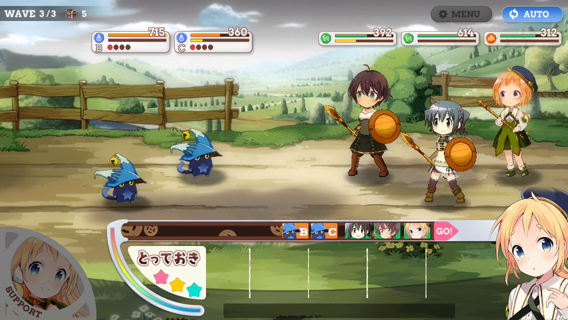 WAVE 3/3 5
MENU
AUTO
715
360
392
614
312
B
C
B
C
GO!
とっておき
SUPPORT